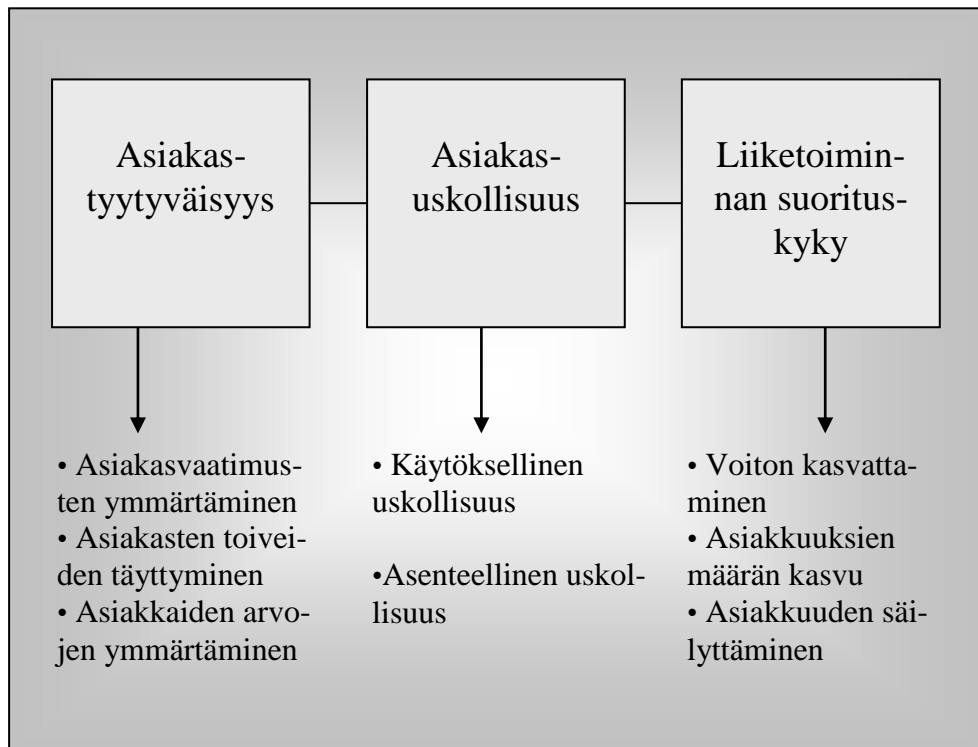 Asiakas-
tyytyväisyys
Asiakas-
uskollisuus
Liiketoimin-
nan suoritus-
kyky
• Asiakasvaatimus-
ten ymmärtäminen
• Asiakasten toivei-
den täyttyminen
• Asiakkaiden arvo-
jen ymmärtäminen
• Käytöksellinen
uskollisuus
•Asenteellinen uskol-
lisuus
• Voiton kasvatta-
minen
• Asiakkuuksien
määrän kasvu
• Asiakkuuden säi-
lyttäminen